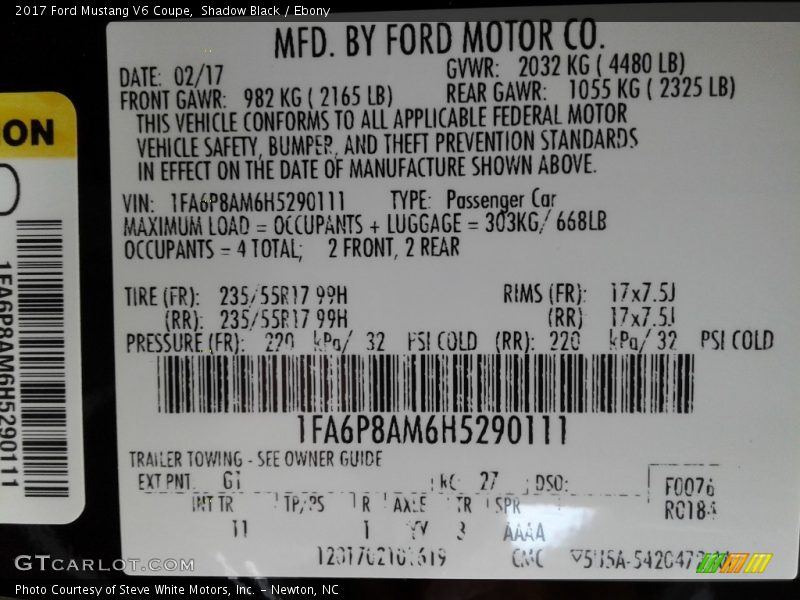 2017 Ford Mustang V6 Coupe, Shadow Black / Ebony
MFD. BY FORD MOTOR CO.
DATE: 02/17 GVWR: 2032 KG ( 4480 LB)
FRONT GAWR: 982 KG ( 2165 LB) REAR GAWR: 1055 KG ( 2325 LB)
THIS VEHICLE CONFORMS TO ALL APPLICABLE FEDERAL MOTOR
VEHICLE SAFETY, BUMPER, AND THEFT PREVENTION STANDARDS
IN EFFECT ON THE DATE OF MANUFACTURE SHOWN ABOVE.
VIN: 1FA6P8AM6H5290111 TYPE: Passenger Car
MAXIMUM LOAD = OCCUPANTS + LUGGAGE = 303KG/ 668LB
OCCUPANTS = 4 TOTAL; 2 FRONT, 2 REAR
TIRE (FR): 235/55R17 99H RIMS (FR): 17x7.5J
(RR): 235/55R17 99H (RR) 17x7.5J
PRESSURE (FR): 220 kPa/ 32 PSI COLD (RR): 220 kPa/ 32 PSI COLD
1FA6P8AM6H5290111
TRAILER TOWING - SEE OWNER GUIDE
EXT PNT. G1 RC: 27 DSO: F0076
R0184
INT TR TP/PS R AXLE TR SPR
1 YY 3 AAAA
CMC
ON
1FA6P8AM6H5290111
GTCARLOT.COM
Photo Courtesy of Steve White Motors, Inc. – Newton, NC